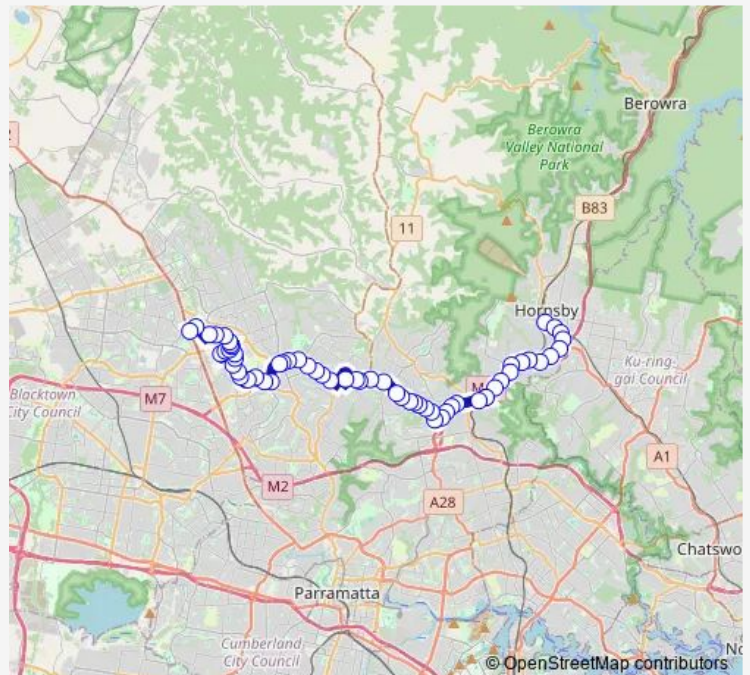 Berowra
Berowra
Valley National
Park
B83
11
Hornsby
M
Ku-ring-
gai Council
Blacktown
City Council
M7
A1
M2
A28
Chatswo
Parramatta
Cumberland
City Council
No
© OpenStreetMap contributors